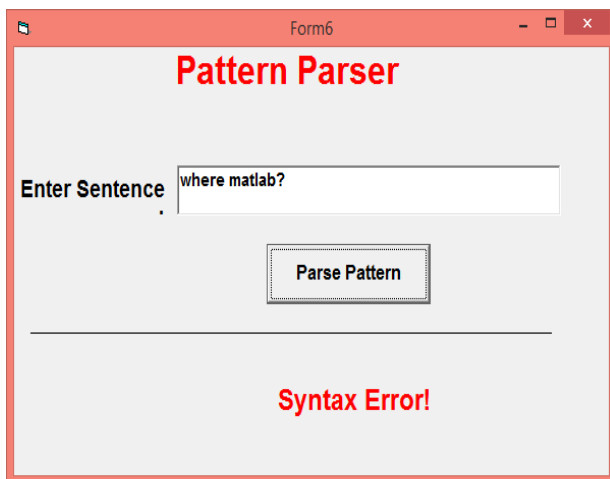 Form6
Pattern Parser
Enter Sentence
.
where matlab?
Parse Pattern
Syntax Error!